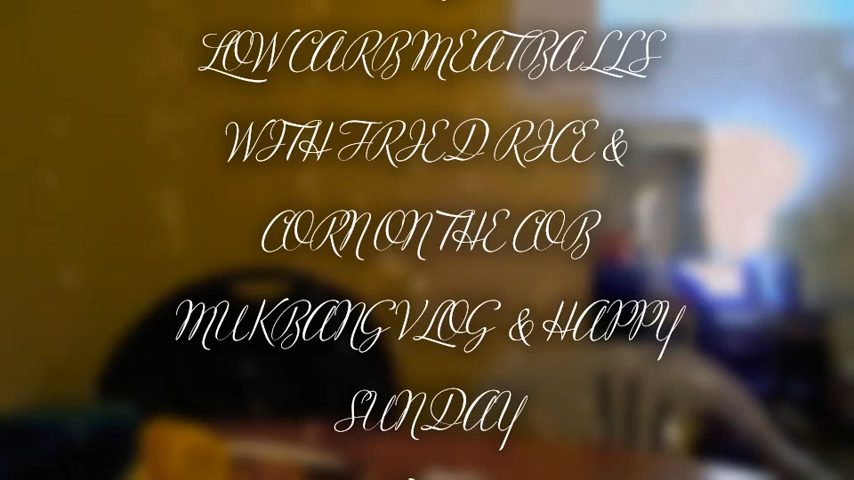 LOW CARB MEATBALLS
WITH FRIED RICE &
CORN ON THE COB
MUKBANG VLOG & HAPPY
SUNDAY